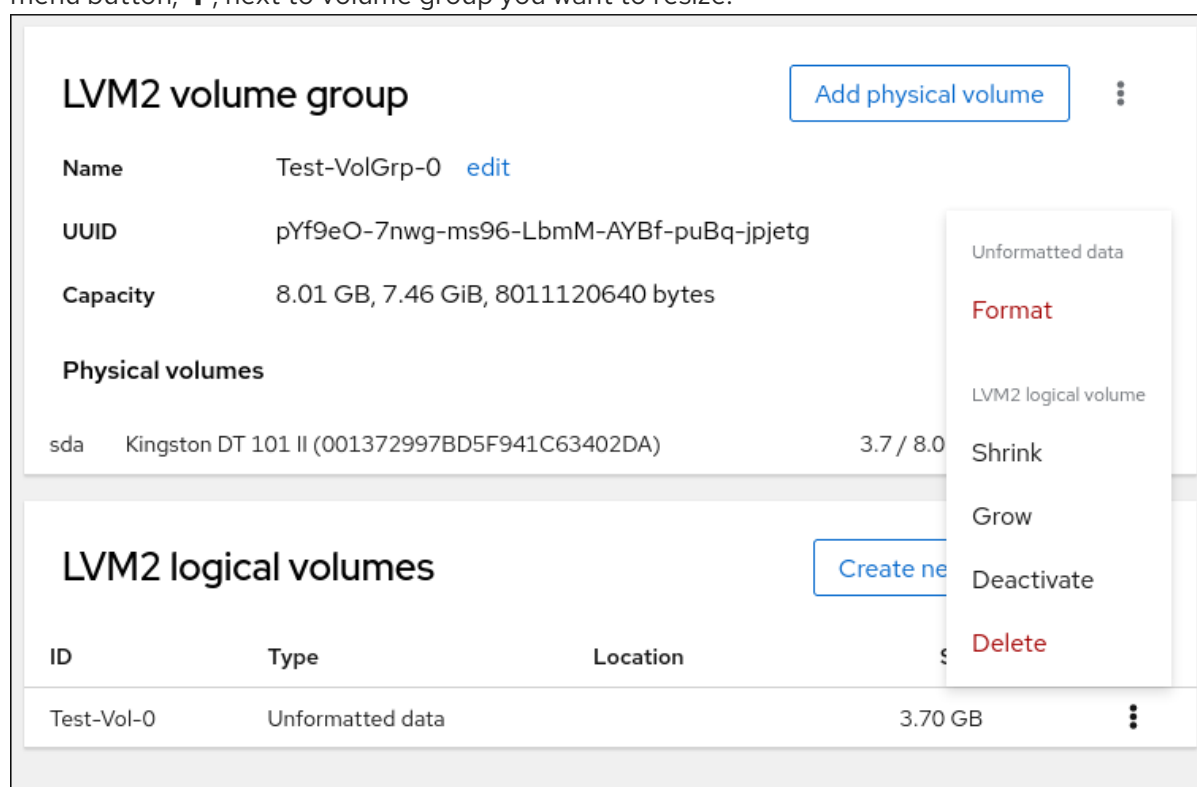 menu button, ⋮, next to volume group you want to resize.
LVM2 volume group Add physical volume
Name Test-VolGrp-0 edit
UUID pYf9eO-7nwg-ms96-LbmM-AYBf-puBq-jpjetg
Unformatted data
Capacity 8.01 GB, 7.46 GiB, 8011120640 bytes
Format
Physical volumes
LVM2 logical volume
sda Kingston DT 101 II (001372997BD5F941C63402DA) 3.7 / 8.0
Shrink
Grow
LVM2 logical volumes Create ne
Deactivate
Delete
ID Type Location S
Test-Vol-0 Unformatted data 3.70 GB